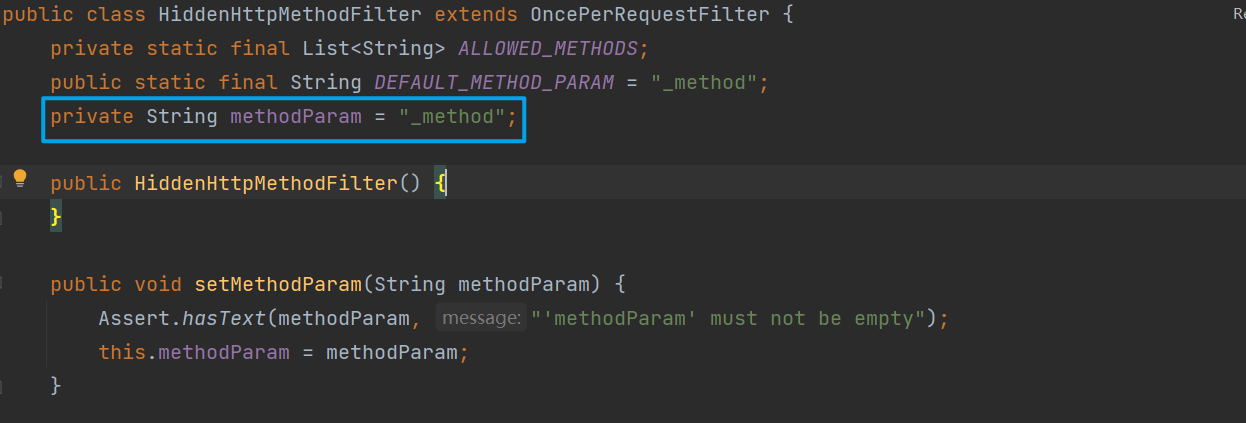 public class HiddenHttpMethodFilter extends OncePerRequestFilter {
private static final List<String> ALLOWED_METHODS;
public static final String DEFAULT_METHOD_PARAM = "_method";
private String methodParam = "_method";
public HiddenHttpMethodFilter() {
}
public void setMethodParam(String methodParam) {
Assert.hasText(methodParam, message: "'methodParam' must not be empty");
this.methodParam = methodParam;
}